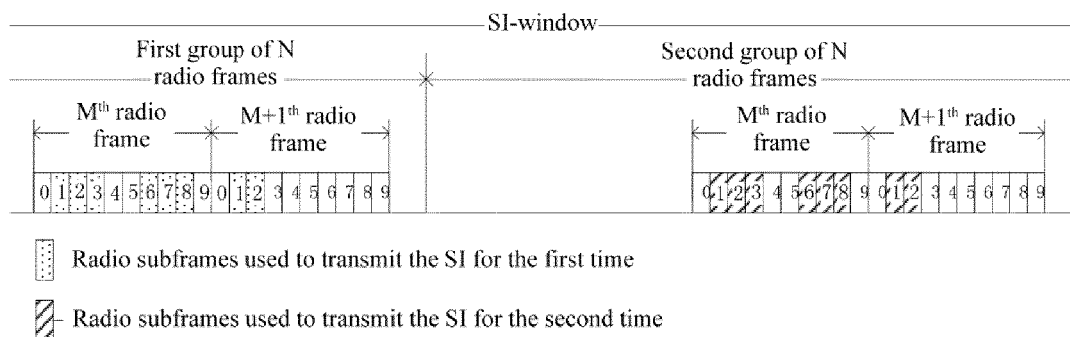 SI-window
First group of N
radio frames
Second group of N
radio frames
Mth radio
frame
M+1th radio
frame
Mth radio
frame
M+1th radio
frame
0 1 2 3 4 5 6 7 8 9 0 1 2 3 4 5 6 7 8 9
0 1 2 3 4 5 6 7 8 9 0 1 2 3 4 5 6 7 8 9
Radio subframes used to transmit the SI for the first time
Radio subframes used to transmit the SI for the second time